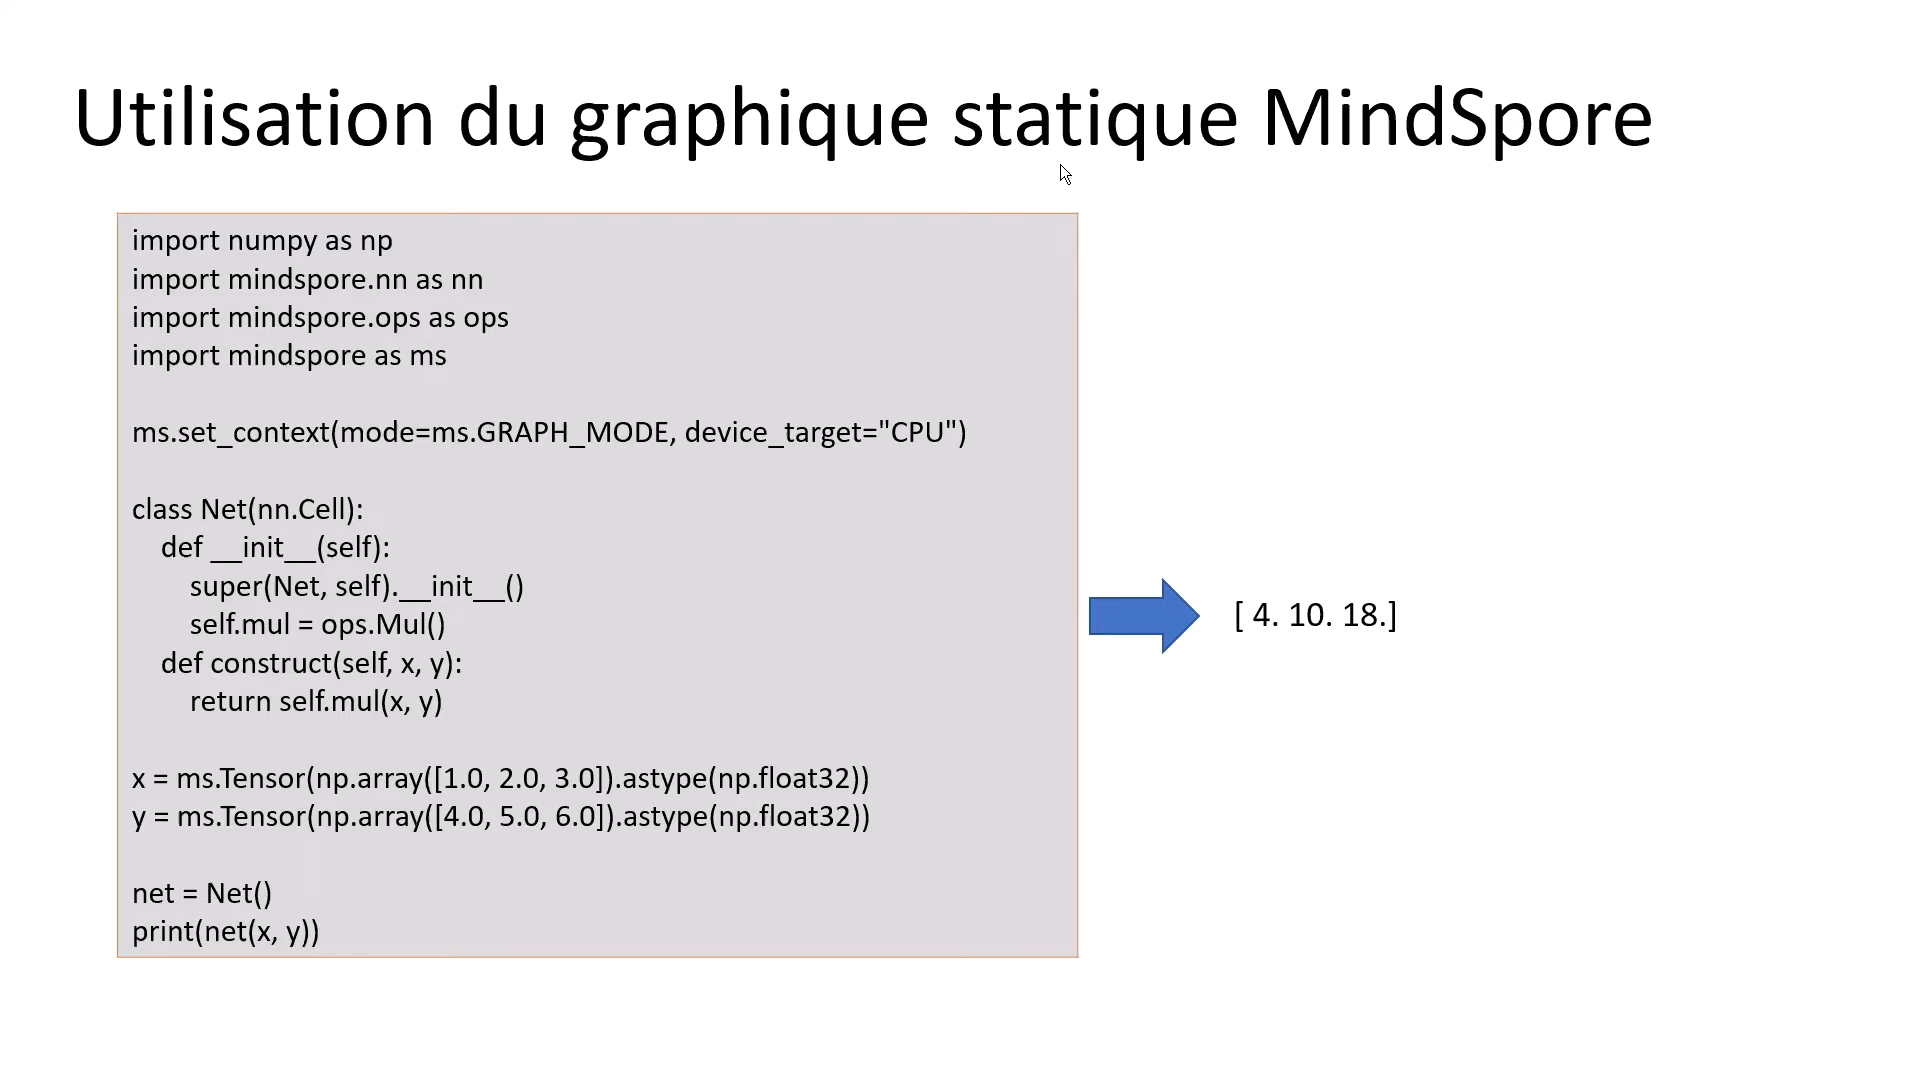 Utilisation du graphique statique MindSpore
import numpy as np
import mindspore.nn as nn
import mindspore.ops as ops
import mindspore as ms
ms.set_context(mode=ms.GRAPH_MODE, device_target="CPU")
class Net(nn.Cell):
    def __init__(self):
        super(Net, self).__init__()
        self.mul = ops.Mul()
    def construct(self, x, y):
        return self.mul(x, y)
x = ms.Tensor(np.array([1.0, 2.0, 3.0]).astype(np.float32))
y = ms.Tensor(np.array([4.0, 5.0, 6.0]).astype(np.float32))
net = Net()
print(net(x, y))
[ 4. 10. 18.]